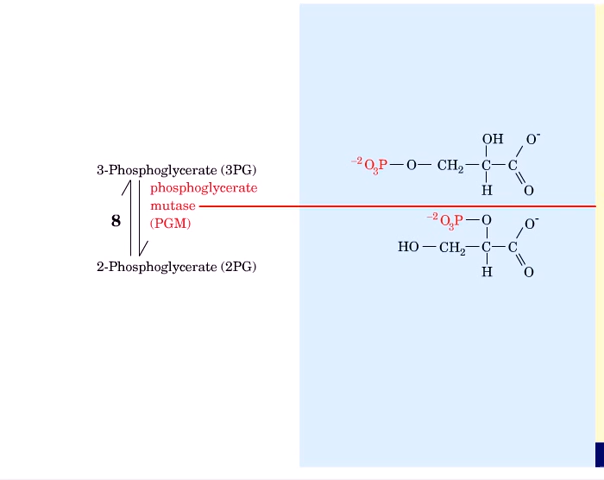 OH O⁻
⁻²O₃P—O—CH₂—C—C
3-Phosphoglycerate (3PG)
phosphoglycerate
H O
mutase
8
(PGM)
⁻²O₃P—O O⁻
HO—CH₂—C—C
2-Phosphoglycerate (2PG)
H O